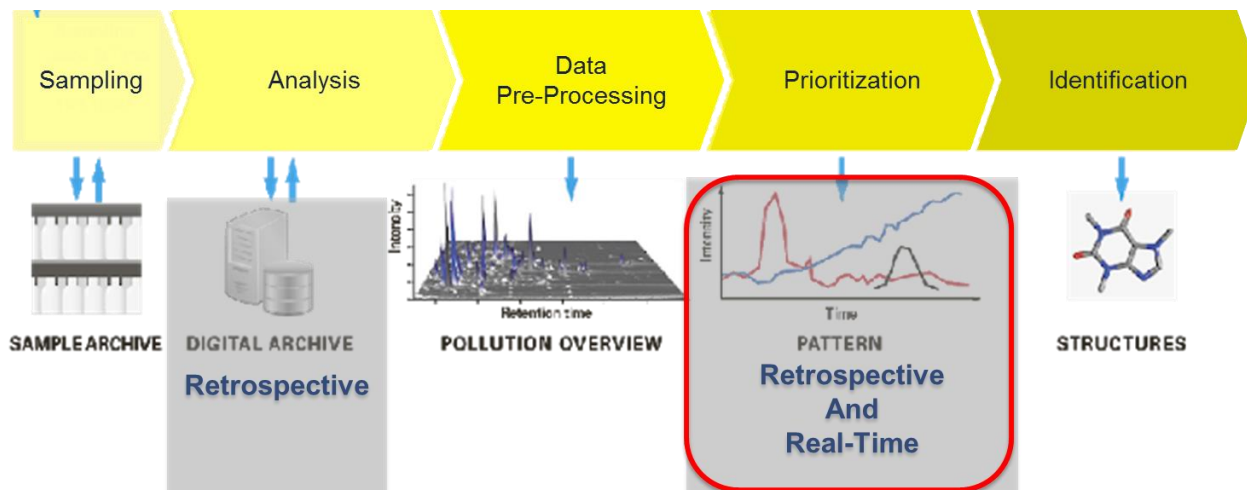 Sampling
Analysis
Data
Pre-Processing
Prioritization
Identification
Intensity
Retention time
Intensity
Time
SAMPLE ARCHIVE
DIGITAL ARCHIVE
POLLUTION OVERVIEW
PATTERN
STRUCTURES
Retrospective
Retrospective
And
Real-Time